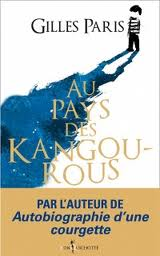 GILLES PARIS
AU
PAYS
DES
KANGOU-
ROUS
PAR L'AUTEUR DE
Autobiographie d'une
courgette